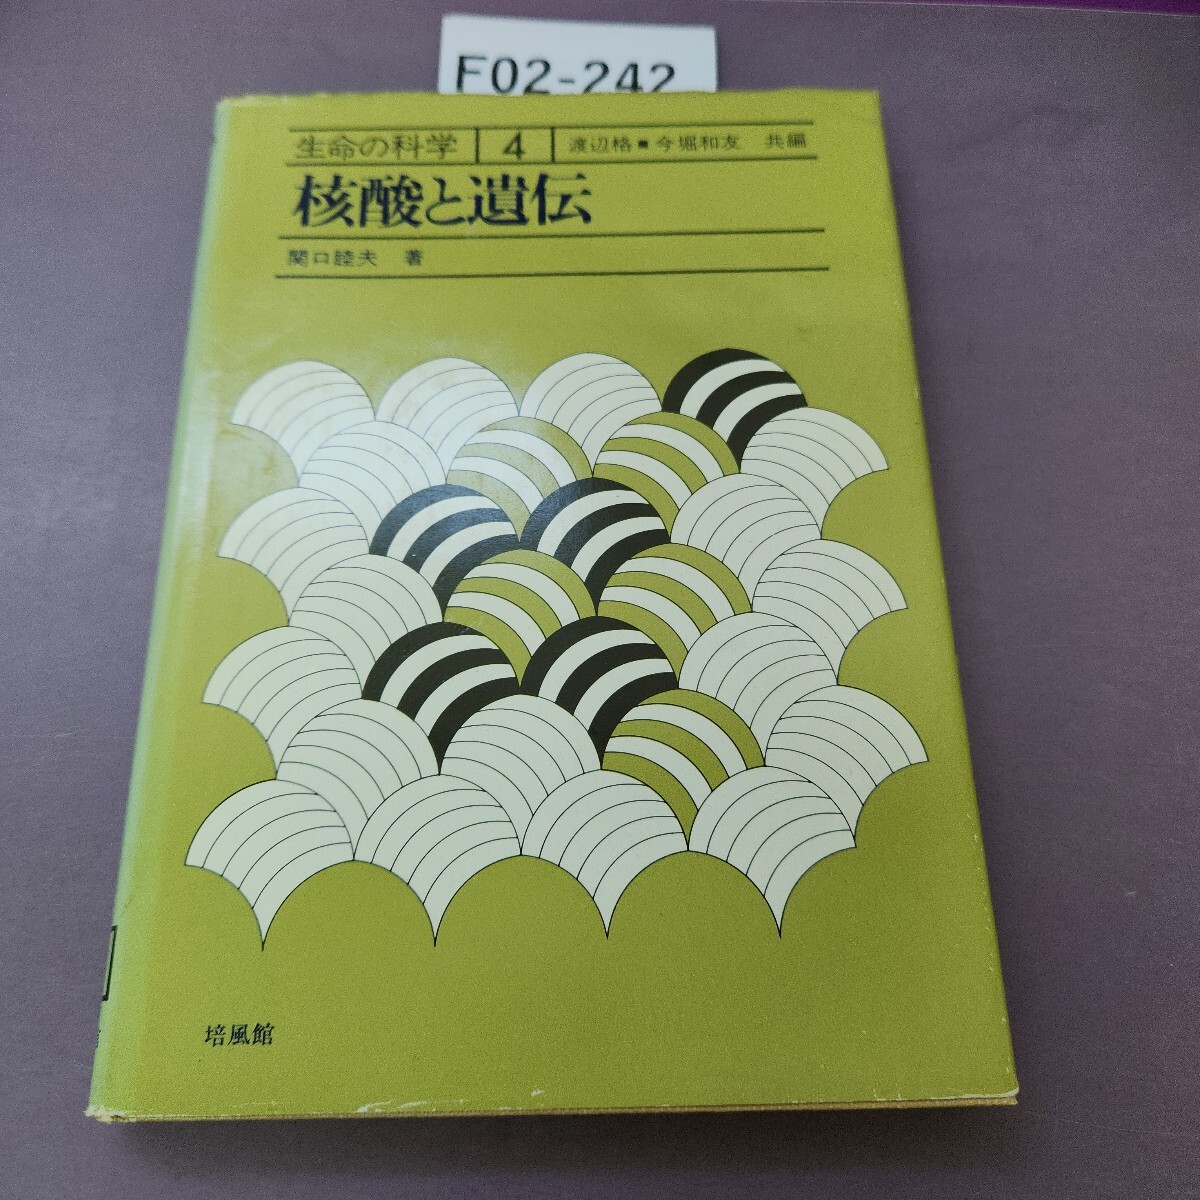 F02-242
生命の科学 4 渡辺格■今堀和友 共編
核酸と遺伝
関口睦夫 著
培風館